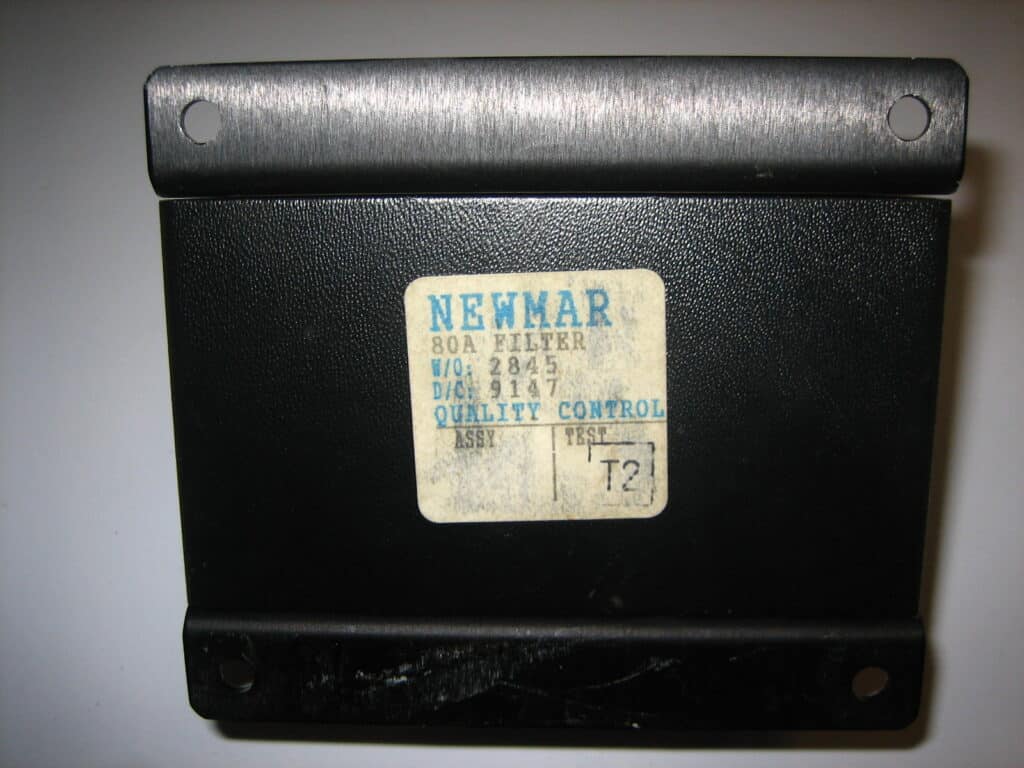 NEWMAR
80A FILTER
W/O: 2845
D/C: 9147
QUALITY CONTROL
ASSY TEST
T2